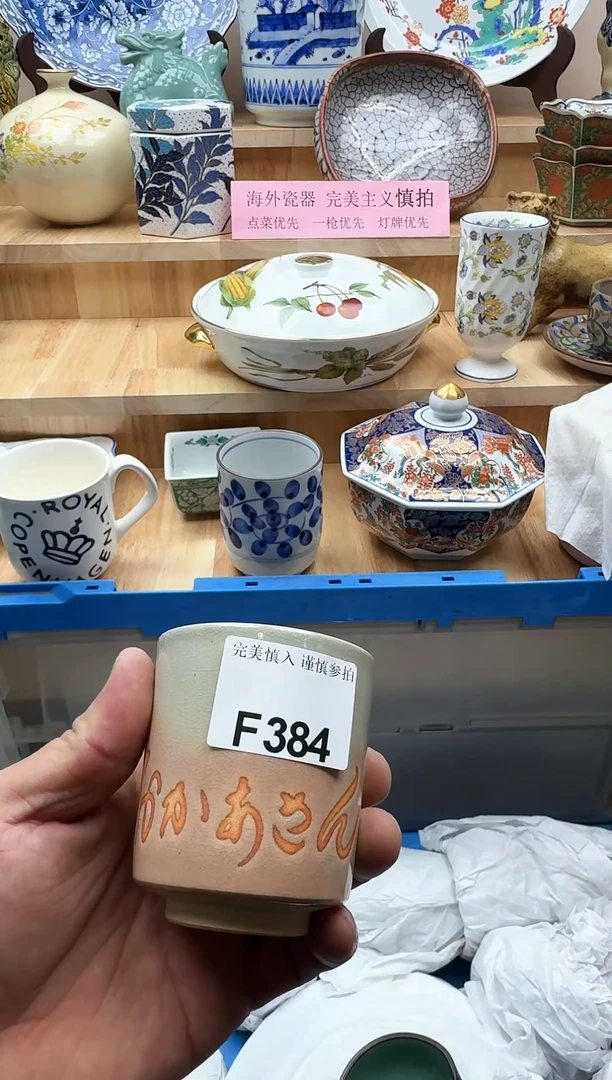 海外瓷器 完美主义慎拍
点菜优先 一枪优先 灯牌优先
ROYAL
COPENHAGEN
完美慎入 谨慎参拍
F384
おかあさん